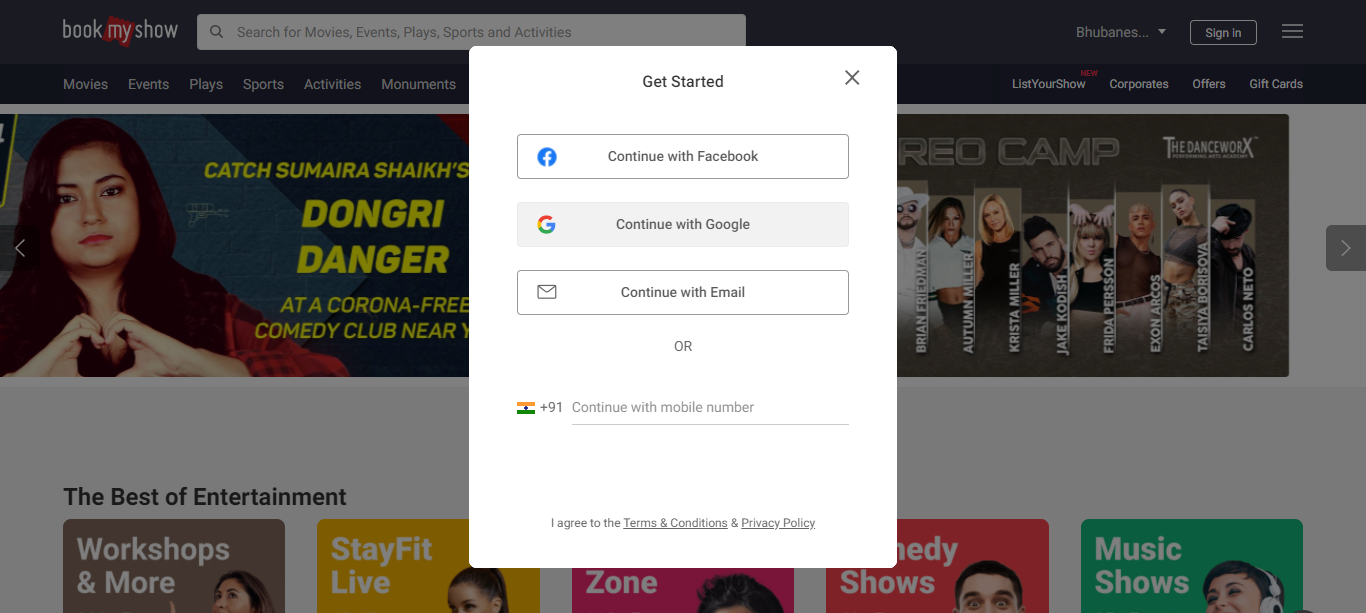 book my show
Search for Movies, Events, Plays, Sports and Activities
Bhubanes...
Sign in
Movies
Events
Plays
Sports
Activities
Monuments
ListYourShow
NEW
Corporates
Offers
Gift Cards
Get Started
Continue with Facebook
Continue with Google
Continue with Email
OR
+91
Continue with mobile number
I agree to the Terms & Conditions & Privacy Policy
CATCH SUMAIRA SHAIKH'S
DONGRI
DANGER
AT A CORONA-FREE
COMEDY CLUB NEAR Y
REO CAMP
THE DANCEWORX
PERFORMING ARTS ACADEMY
BRIAN FRIEDMAN
AUTUMN MILLER
KRISTA MILLER
JAKE KODISH
FRIDA PERSSON
EXON ARCOS
TAISIYA BORISOVA
CARLOS NETO
The Best of Entertainment
Workshops
& More
StayFit
Live
Zone
medy
Shows
Music
Shows